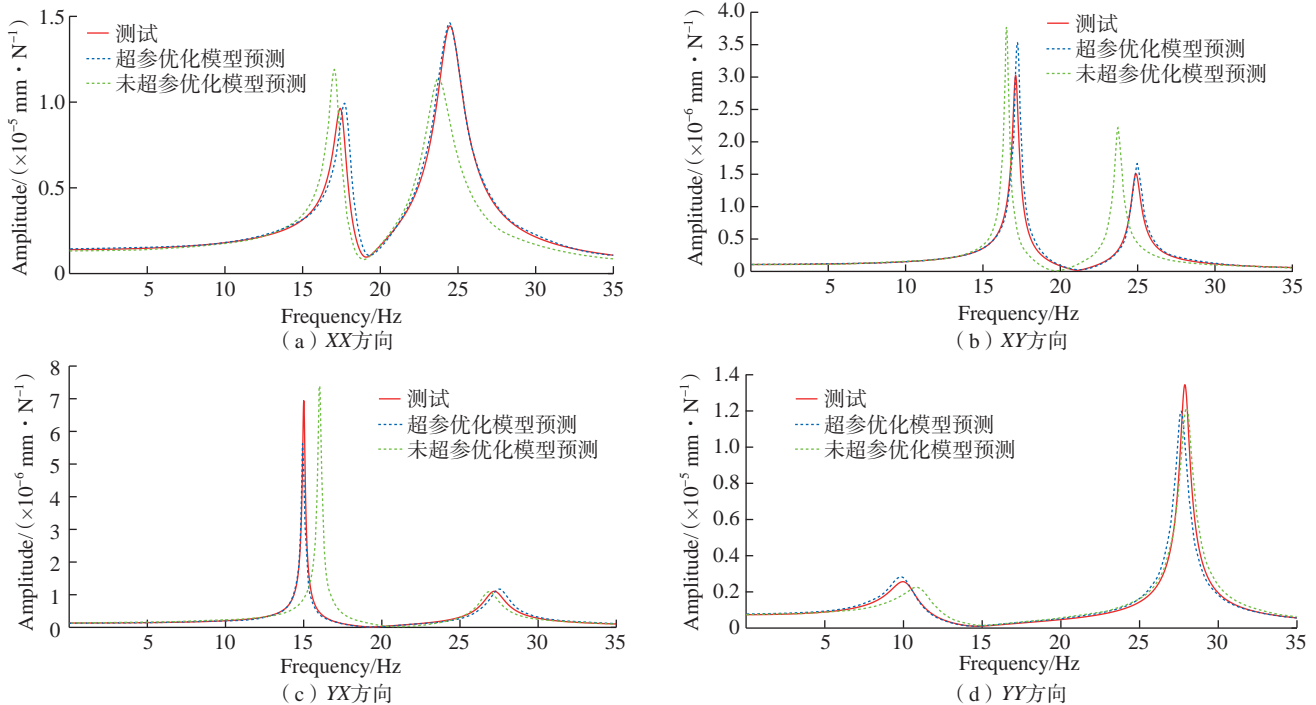 Amplitude/(×10⁻⁵ mm·N⁻¹)
1.5
1.0
0.5
0
测试
超参优化模型预测
未超参优化模型预测
5 10 15 20 25 30 35
Frequency/Hz
（a）XX方向
Amplitude/(×10⁻⁶ mm·N⁻¹)
4.0
3.5
3.0
2.5
2.0
1.5
1.0
0.5
0
测试
超参优化模型预测
未超参优化模型预测
5 10 15 20 25 30 35
Frequency/Hz
（b）XY方向
Amplitude/(×10⁻⁶ mm·N⁻¹)
8
7
6
5
4
3
2
1
0
测试
超参优化模型预测
未超参优化模型预测
5 10 15 20 25 30 35
Frequency/Hz
（c）YX方向
Amplitude/(×10⁻⁵ mm·N⁻¹)
1.4
1.2
1.0
0.8
0.6
0.4
0.2
0
测试
超参优化模型预测
未超参优化模型预测
5 10 15 20 25 30 35
Frequency/Hz
（d）YY方向